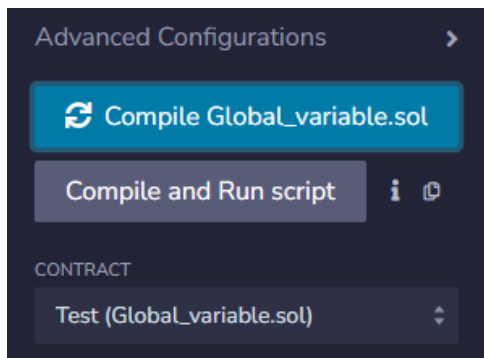 Advanced Configurations
Compile Global_variable.sol
Compile and Run script
CONTRACT
Test (Global_variable.sol)